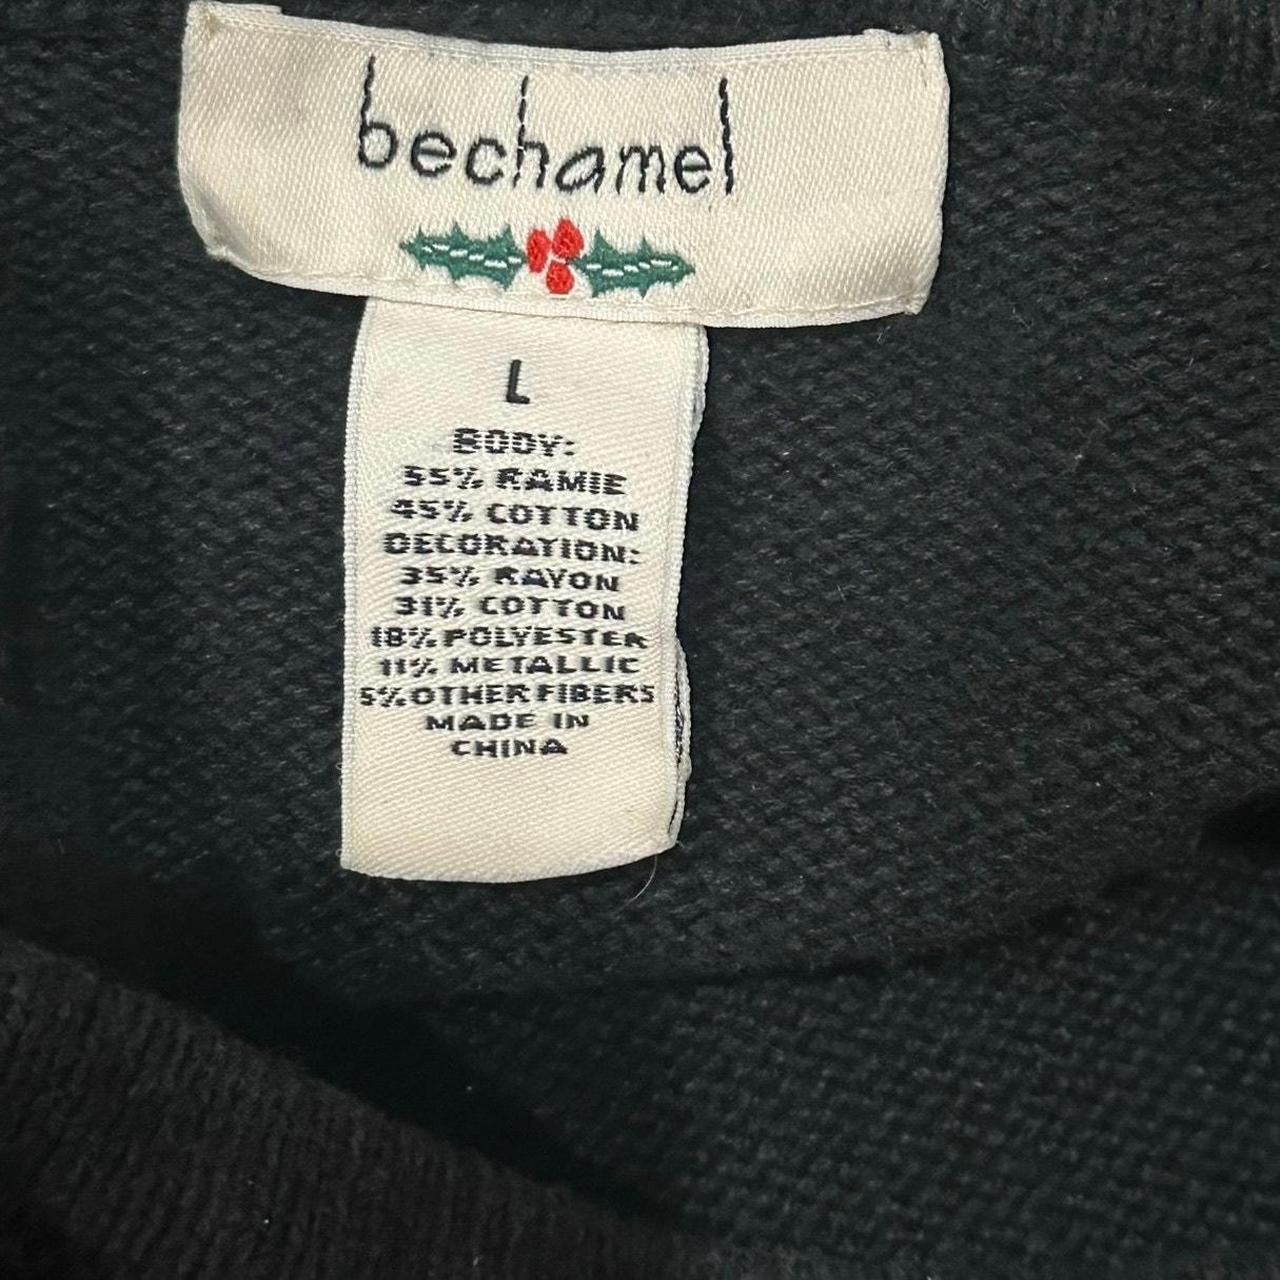 bechamel
L
BODY:
55% RAMIE
45% COTTON
DECORATION:
35% RAYON
31% COTTON
18% POLYESTER
11% METALLIC
5% OTHER FIBERS
MADE IN
CHINA